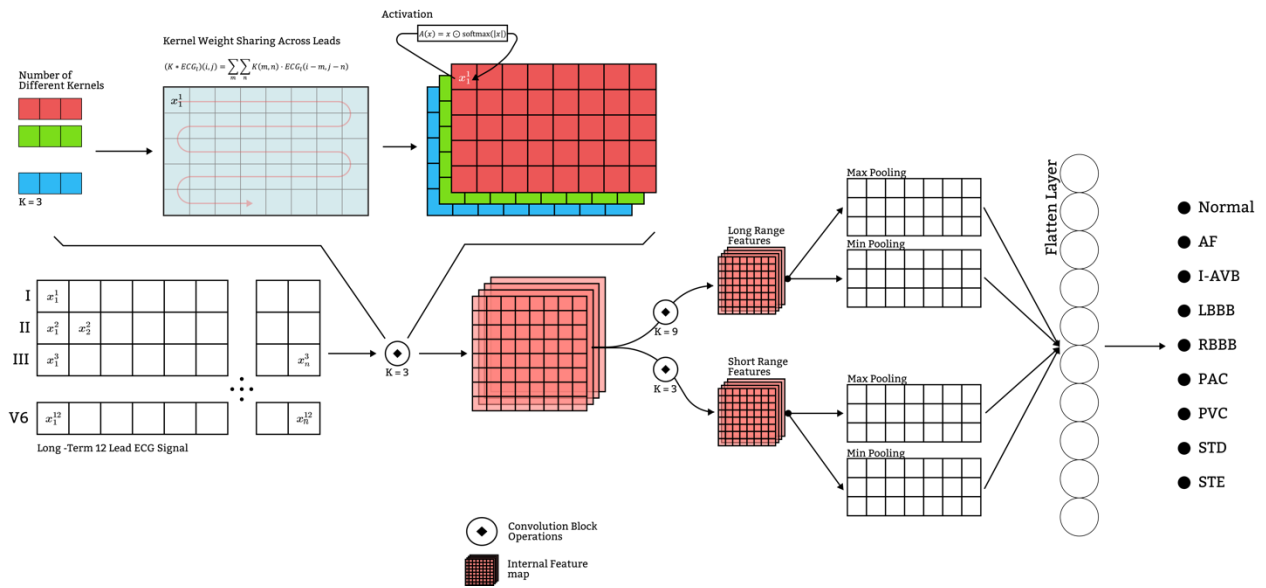 Activation
A(x) = x ⊙ softmax(|x|)
Kernel Weight Sharing Across Leads
(K * ECG_l)(i, j) = ∑_m ∑_n K(m, n) · ECG_l(i − m, j − n)
Number of
Different Kernels
K = 3
x_1^1
x_1^1
I
II
III
V6
x_1^1
x_1^2
x_2^2
x_1^3
x_n^3
x_1^12
x_n^12
Long -Term 12 Lead ECG Signal
K = 3
K = 9
K = 3
Long Range
Features
Short Range
Features
Max Pooling
Min Pooling
Max Pooling
Min Pooling
Flatten Layer
Normal
AF
I-AVB
LBBB
RBBB
PAC
PVC
STD
STE
Convolution Block
Operations
Internal Feature
map